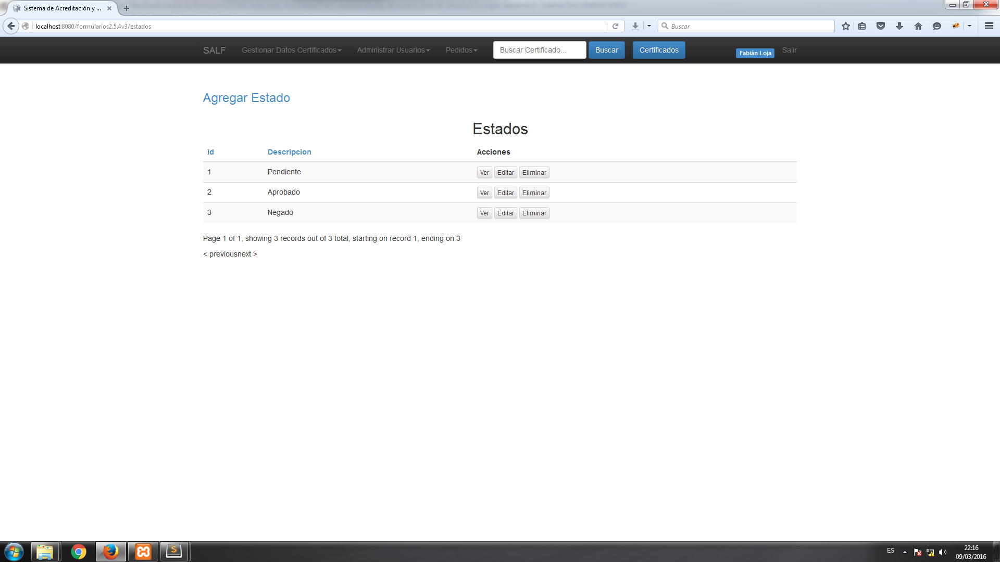 Sistema de Acreditación y ...
localhost:8080/formularios2.5.4v3/estados
Buscar
SALF Gestionar Datos Certificados Administrar Usuarios Pedidos Buscar Certificado... Buscar Certificados Fabián Loja Salir
Agregar Estado
Estados
Id Descripcion Acciones
1 Pendiente Ver Editar Eliminar
2 Aprobado Ver Editar Eliminar
3 Negado Ver Editar Eliminar
Page 1 of 1, showing 3 records out of 3 total, starting on record 1, ending on 3
< previousnext >
ES
22:16
09/03/2016